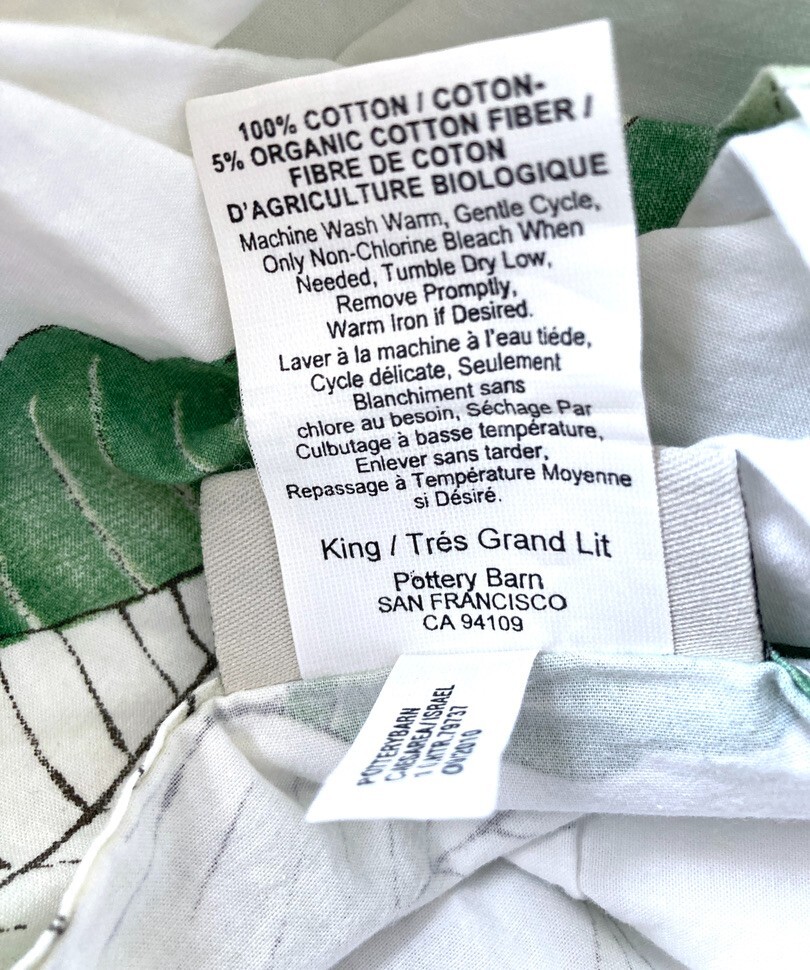 100% COTTON / COTON-
5% ORGANIC COTTON FIBER /
FIBRE DE COTON
D'AGRICULTURE BIOLOGIQUE
Machine Wash Warm, Gentle Cycle,
Only Non-Chlorine Bleach When
Needed, Tumble Dry Low,
Remove Promptly,
Warm Iron if Desired.
Laver à la machine à l'eau tiéde,
Cycle délicate, Seulement
Blanchiment sans
chlore au besoin, Séchage Par
Culbutage à basse température,
Enlever sans tarder,
Repassage à Température Moyenne
si Désiré.
King / Trés Grand Lit
Pottery Barn
SAN FRANCISCO
CA 94109
POTTERYBARN
CAESAREA/ISRAEL
79737